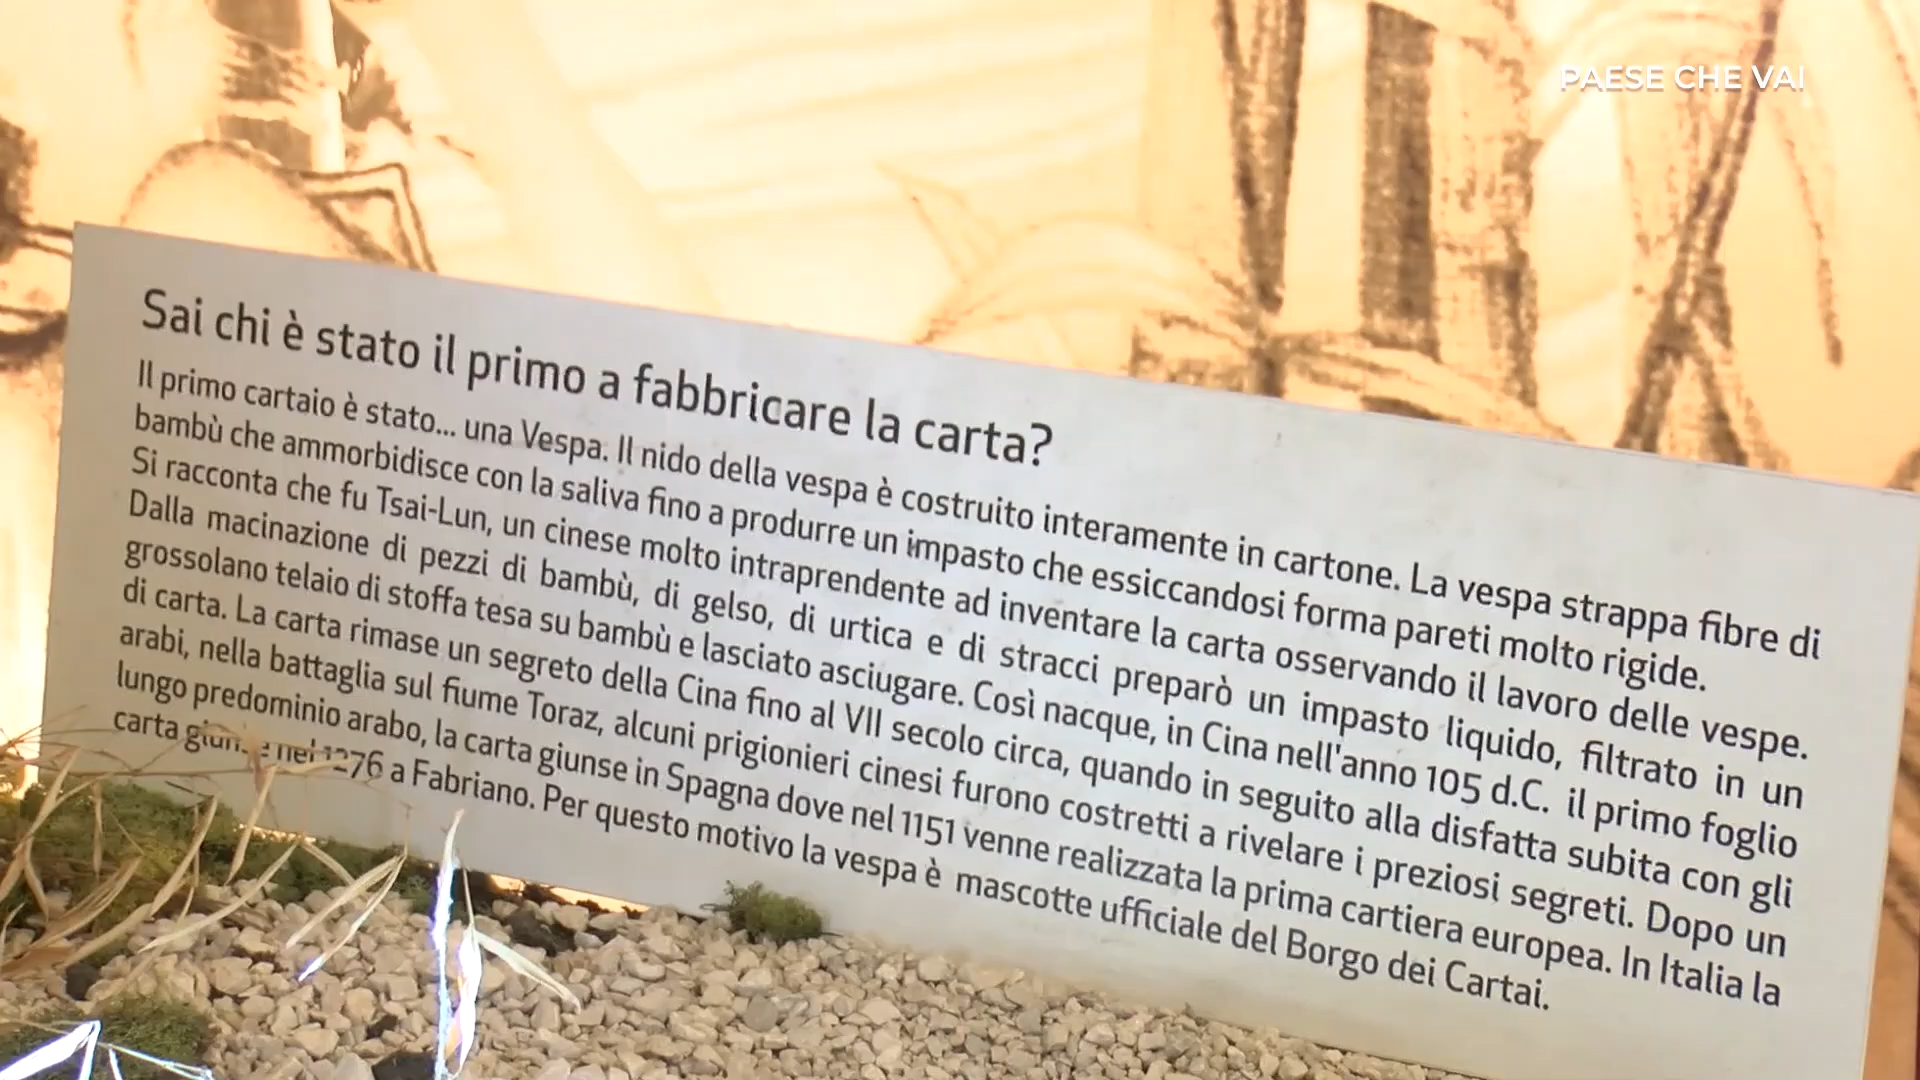 PAESE CHE VAI
Sai chi è stato il primo a fabbricare la carta?
Il primo cartaio è stato... una Vespa. Il nido della vespa è costruito interamente in cartone. La vespa strappa fibre di
bambù che ammorbidisce con la saliva fino a produrre un impasto che essiccandosi forma pareti molto rigide.
Si racconta che fu Tsai-Lun, un cinese molto intraprendente ad inventare la carta osservando il lavoro delle vespe.
Dalla macinazione di pezzi di bambù, di gelso, di urtica e di stracci preparò un impasto liquido, filtrato in un
grossolano telaio di stoffa tesa su bambù e lasciato asciugare. Così nacque, in Cina nell'anno 105 d.C. il primo foglio
di carta. La carta rimase un segreto della Cina fino al VII secolo circa, quando in seguito alla disfatta subita con gli
arabi, nella battaglia sul fiume Toraz, alcuni prigionieri cinesi furono costretti a rivelare i preziosi segreti. Dopo un
lungo predominio arabo, la carta giunse in Spagna dove nel 1151 venne realizzata la prima cartiera europea. In Italia la
carta giunse nel 1276 a Fabriano. Per questo motivo la vespa è mascotte ufficiale del Borgo dei Cartai.